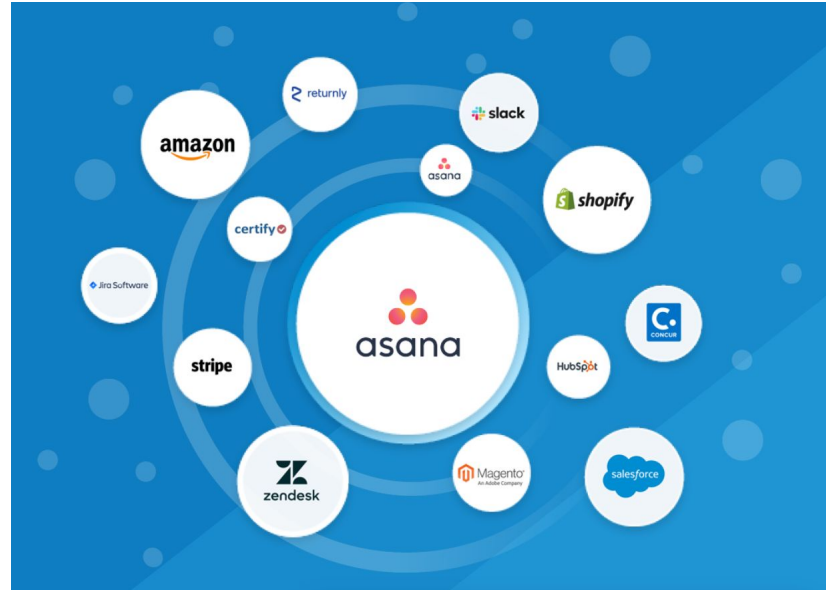 returnly
slack
amazon
asana
shopify
certify
Jira Software
C.
CONCUR
asana
stripe
HubSpot
Magento
An Adobe Company
salesforce
zendesk